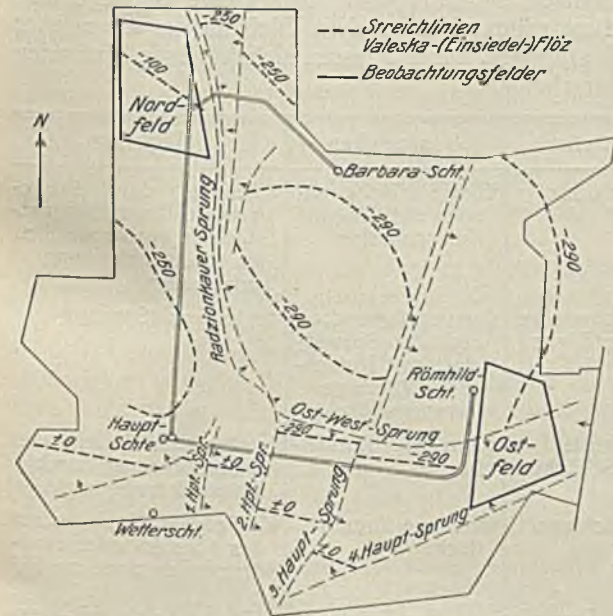 -250
-250
Streichlinien
Valeska-(Einsiedel-)Flöz
Beobachtungsfelder
-100
Nord-
feld
N
Barbara-Scht.
Radzionkauer Sprung
-290
-290
-250
-290
Römhild-
Scht.
Ost-West-Sprung
Haupt-
Schte
-290
-290
Ost-
feld
±0
±0
1. Hpt.-Spr.
2. Hpt.-Spr.
±0
3. Haupt-Sprung
±0
4. Haupt-Sprung
Wetterscht.